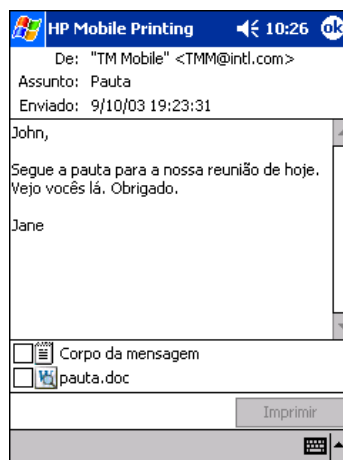 HP Mobile Printing 10:26 ok
De: "TM Mobile" <TMM@intl.com>
Assunto: Pauta
Enviado: 9/10/03 19:23:31
John,
Segue a pauta para a nossa reunião de hoje.
Vejo vocês lá. Obrigado.
Jane
Corpo da mensagem
pauta.doc
Imprimir